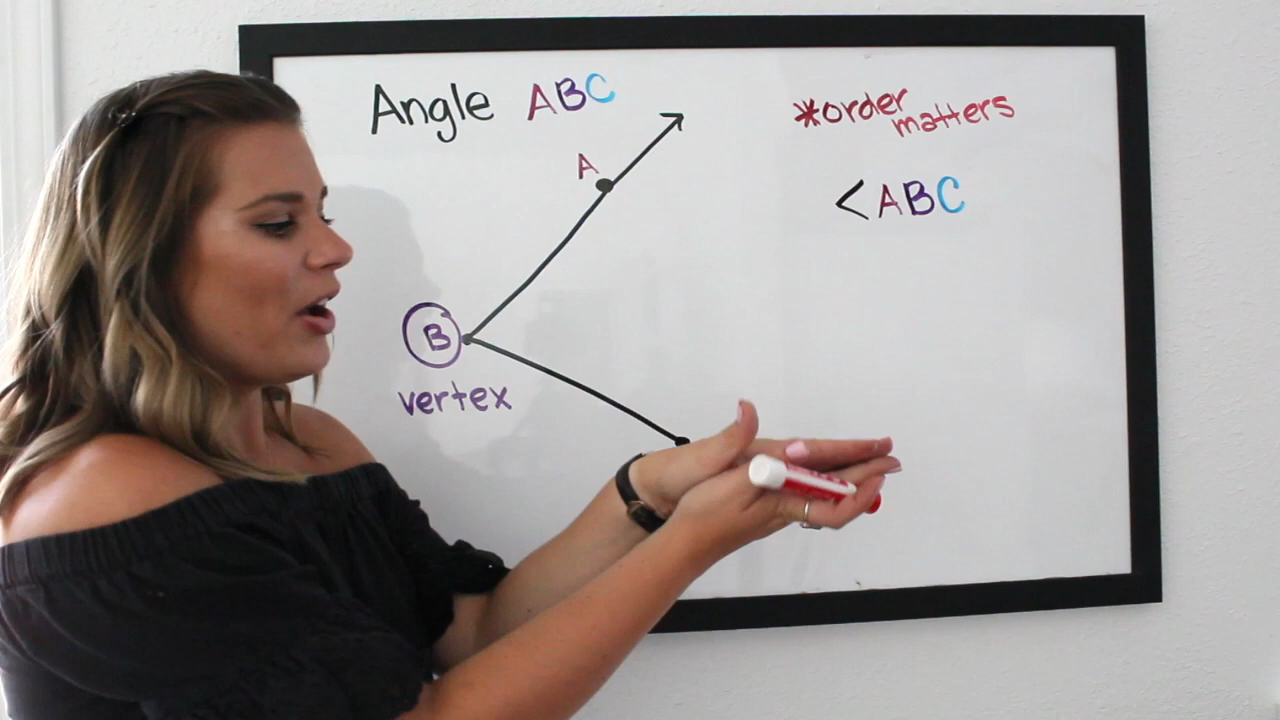 Angle ABC
*order
matters
A
<ABC
B
vertex